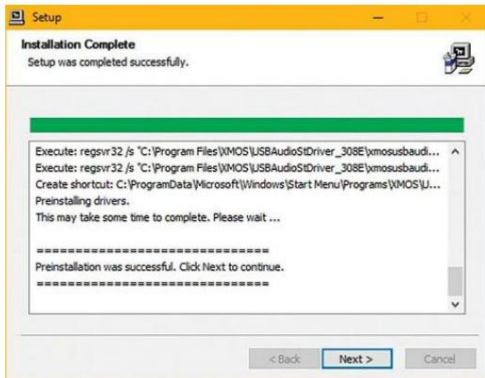 Setup
Installation Complete
Setup was completed successfully.
Execute: regsvr32 /s "C:\Program Files\XMOS\USBAudioStDriver_308E\xmosusbaudi...
Execute: regsvr32 /s "C:\Program Files\XMOS\USBAudioStDriver_308E\xmosusbaudi...
Create shortcut: C:\ProgramData\Microsoft\Windows\Start Menu\Programs\XMOS\U...
Preinstalling drivers.
This may take some time to complete. Please wait ...
==============================
Preinstallation was successful. Click Next to continue.
==============================
< Back Next > Cancel